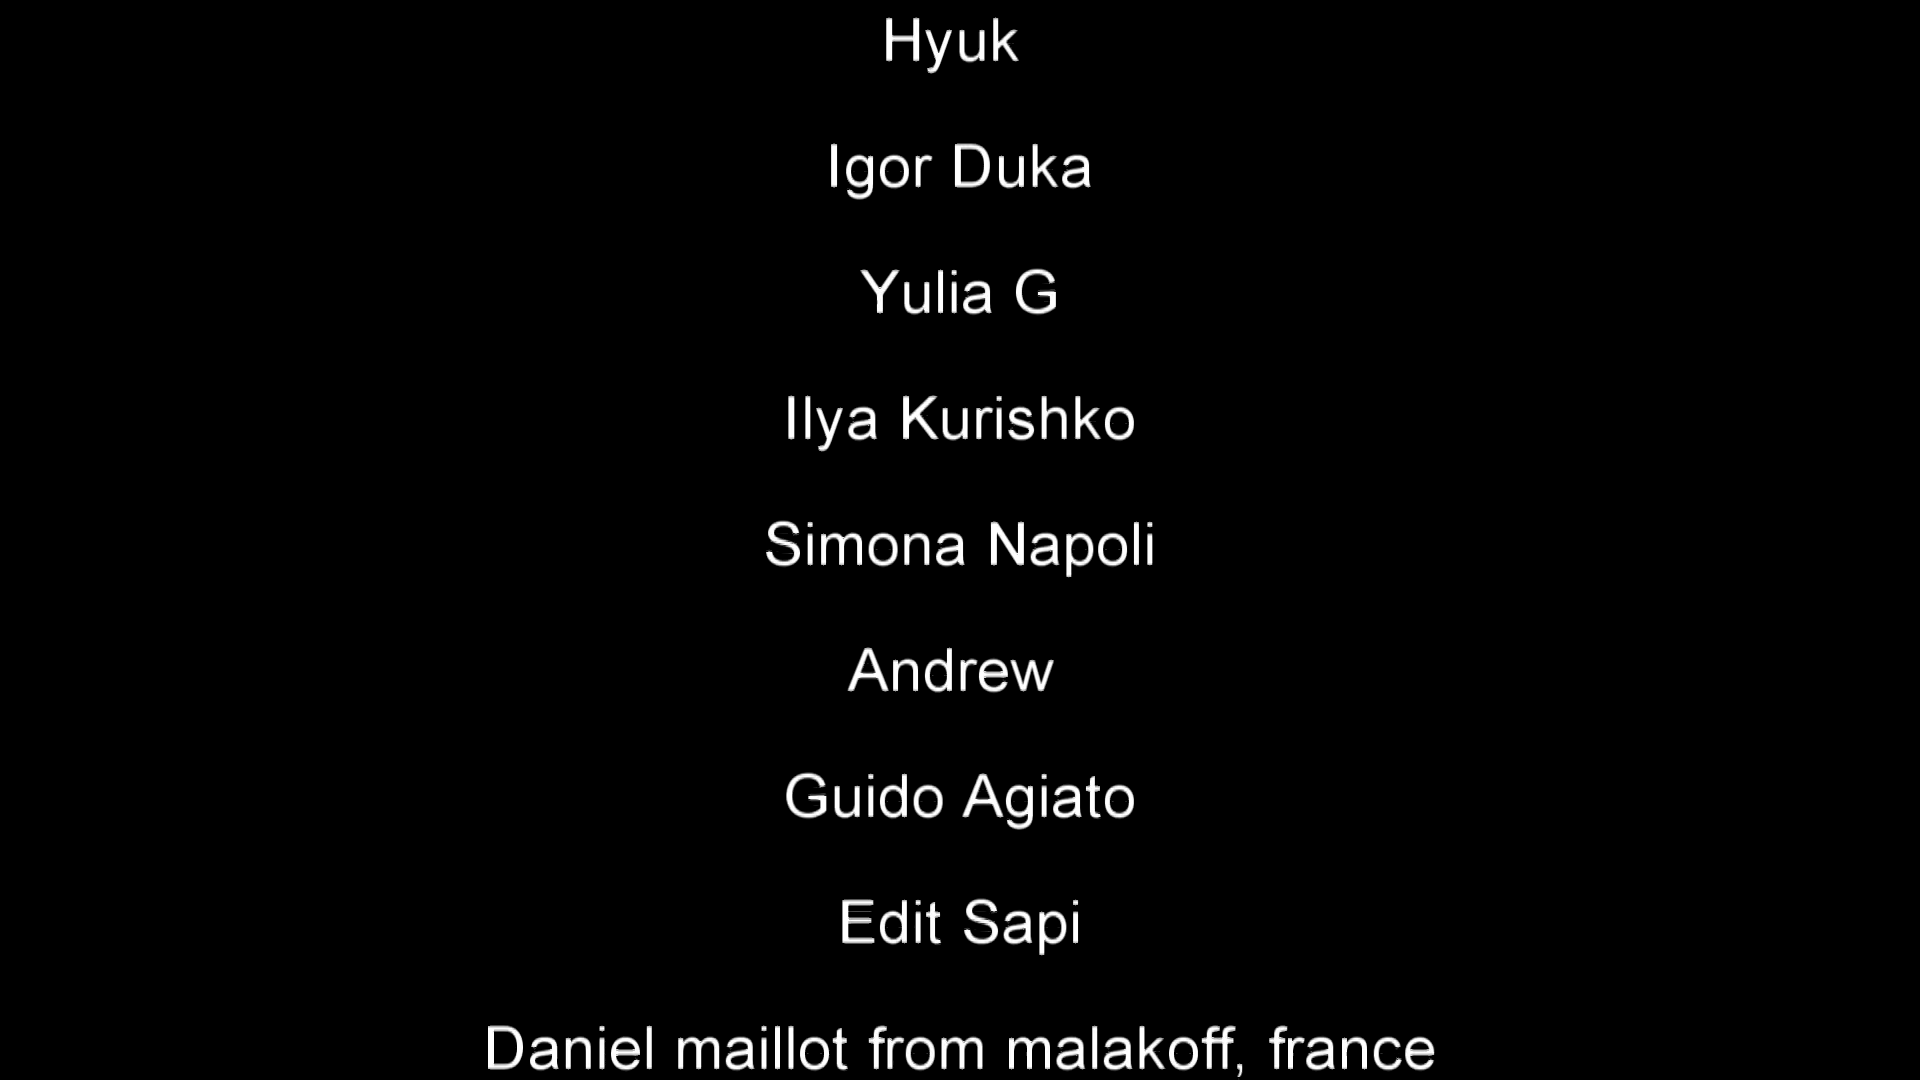 Hyuk
Igor Duka
Yulia G
Ilya Kurishko
Simona Napoli
Andrew
Guido Agiato
Edit Sapi
Daniel maillot from malakoff, france